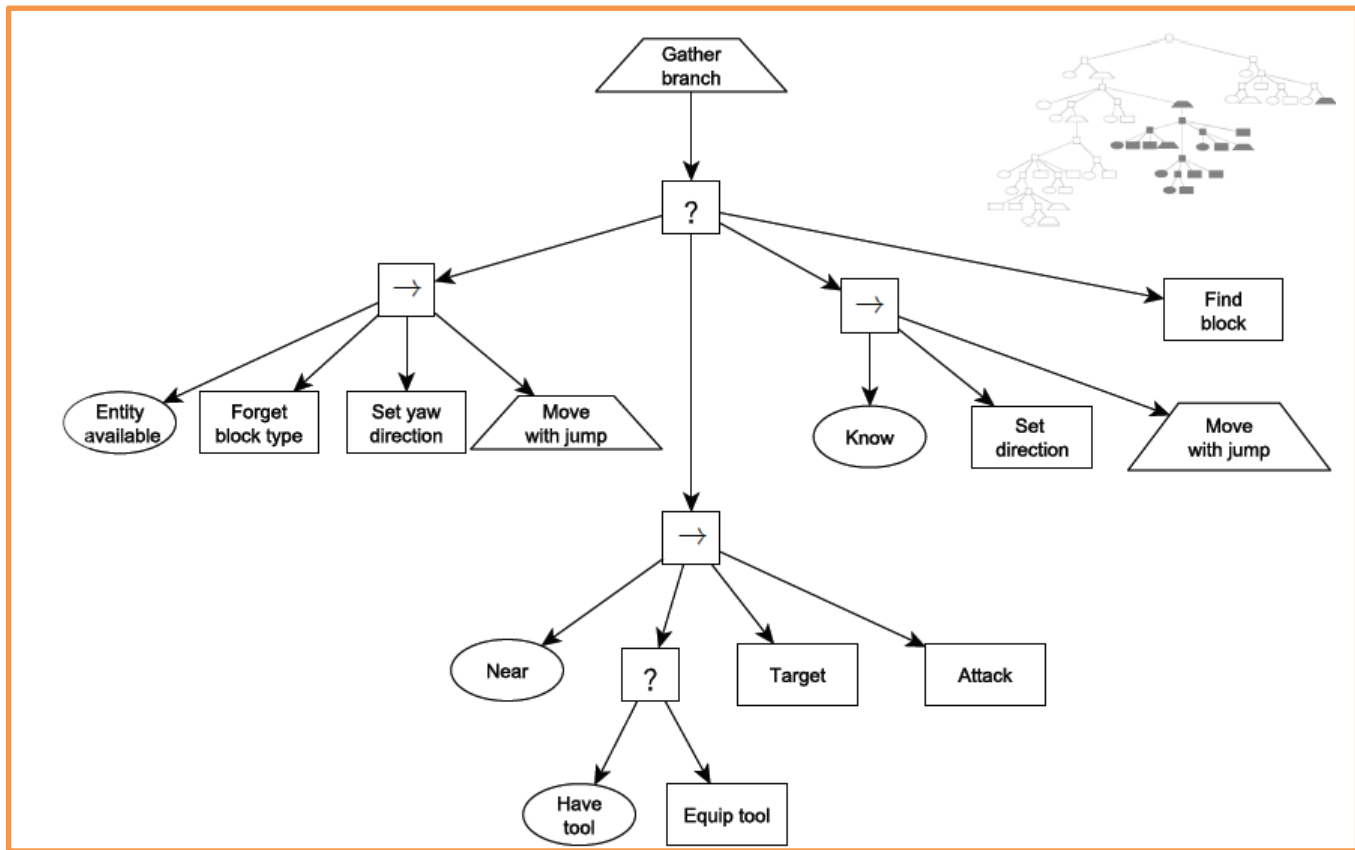 Gather
branch
?
→
→
Find
block
Entity
available
Forget
block type
Set yaw
direction
Move
with jump
Know
Set
direction
Move
with jump
→
Near
?
Target
Attack
Have
tool
Equip tool